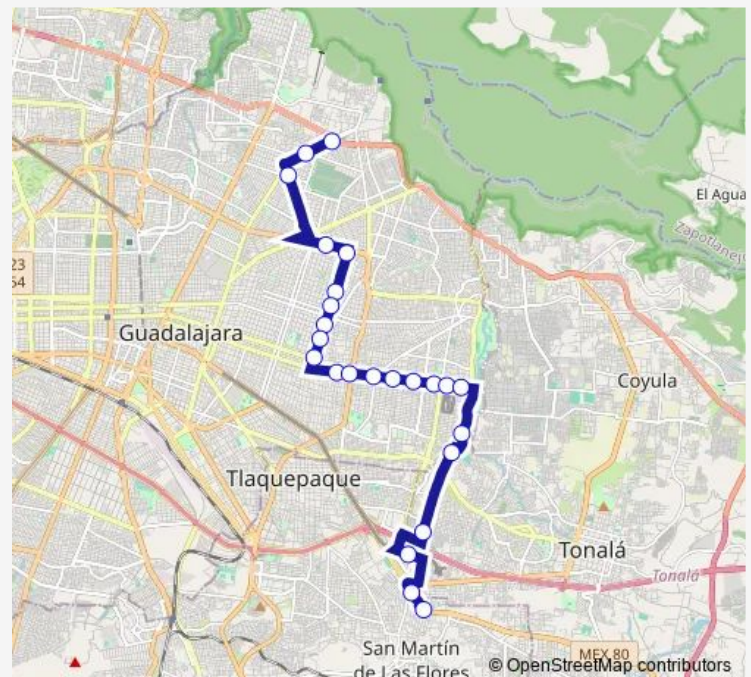 El Agua
Zapotlanejo
23
54
Guadalajara
Coyula
Tlaquepaque
Tonalá
Tonalá
San Martín
de Las Flores
MEX 80
© OpenStreetMap contributors